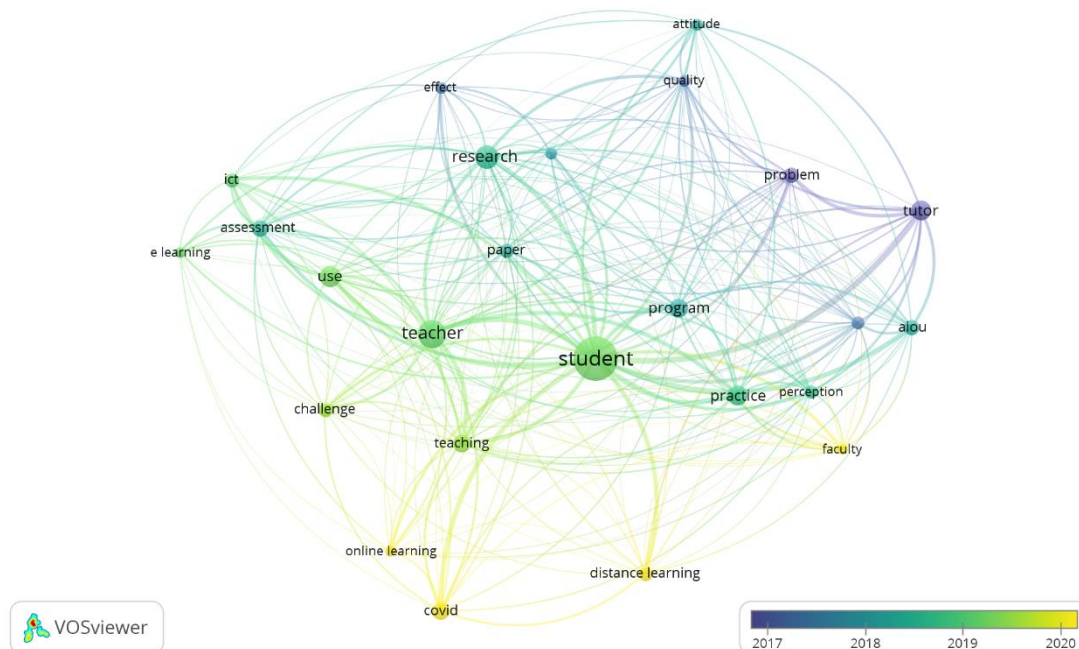 attitude
quality
effect
research
problem
ict
tutor
assessment
paper
e learning
use
program
aiou
teacher
student
practice
perception
challenge
teaching
faculty
online learning
distance learning
covid
VOSviewer
2017 2018 2019 2020